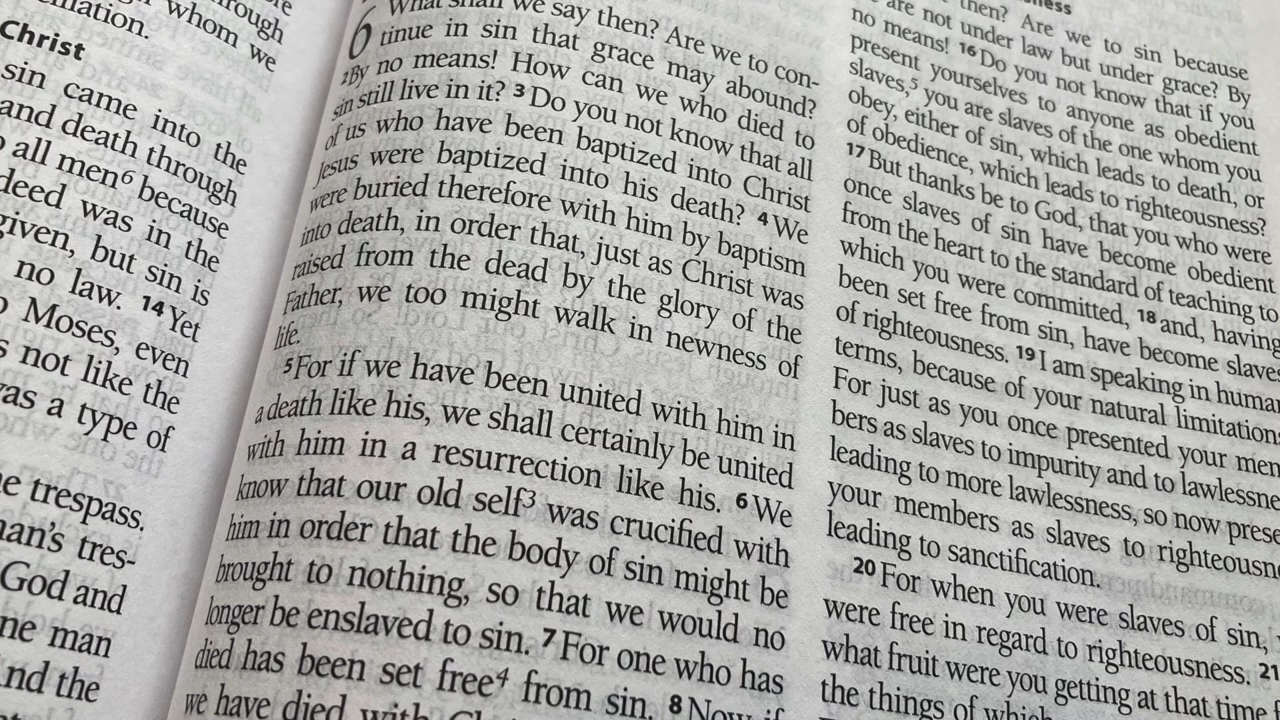 rough
whom we
Christ
sin came into the
and death through
all men6 because
deed was in the
given, but sin is
no law. 14 Yet
Moses, even
not like the
was a type of
trespass.
man's tres-
God and
ne man
nd the
6 What shall we say then? Are we to con-
tinue in sin that grace may abound?
2 By no means! How can we who died to
sin still live in it? 3 Do you not know that all
of us who have been baptized into Christ
Jesus were baptized into his death? 4 We
were buried therefore with him by baptism
into death, in order that, just as Christ was
raised from the dead by the glory of the
Father, we too might walk in newness of
life.
5 For if we have been united with him in
a death like his, we shall certainly be united
with him in a resurrection like his. 6 We
know that our old self3 was crucified with
him in order that the body of sin might be
brought to nothing, so that we would no
longer be enslaved to sin. 7 For one who has
died has been set free4 from sin. 8 Now if
we have died with
then? Are we to sin because
are not under law but under grace? By
no means! 16 Do you not know that if you
present yourselves to anyone as obedient
slaves,5 you are slaves of the one whom you
obey, either of sin, which leads to death, or
of obedience, which leads to righteousness?
17 But thanks be to God, that you who were
once slaves of sin have become obedient
from the heart to the standard of teaching to
which you were committed, 18 and, having
been set free from sin, have become slaves
of righteousness. 19 I am speaking in human
terms, because of your natural limitations
For just as you once presented your mem
bers as slaves to impurity and to lawlessne
leading to more lawlessness, so now prese
your members as slaves to righteousne
leading to sanctification.
20 For when you were slaves of sin,
were free in regard to righteousness. 21
what fruit were you getting at that time f
the things of which